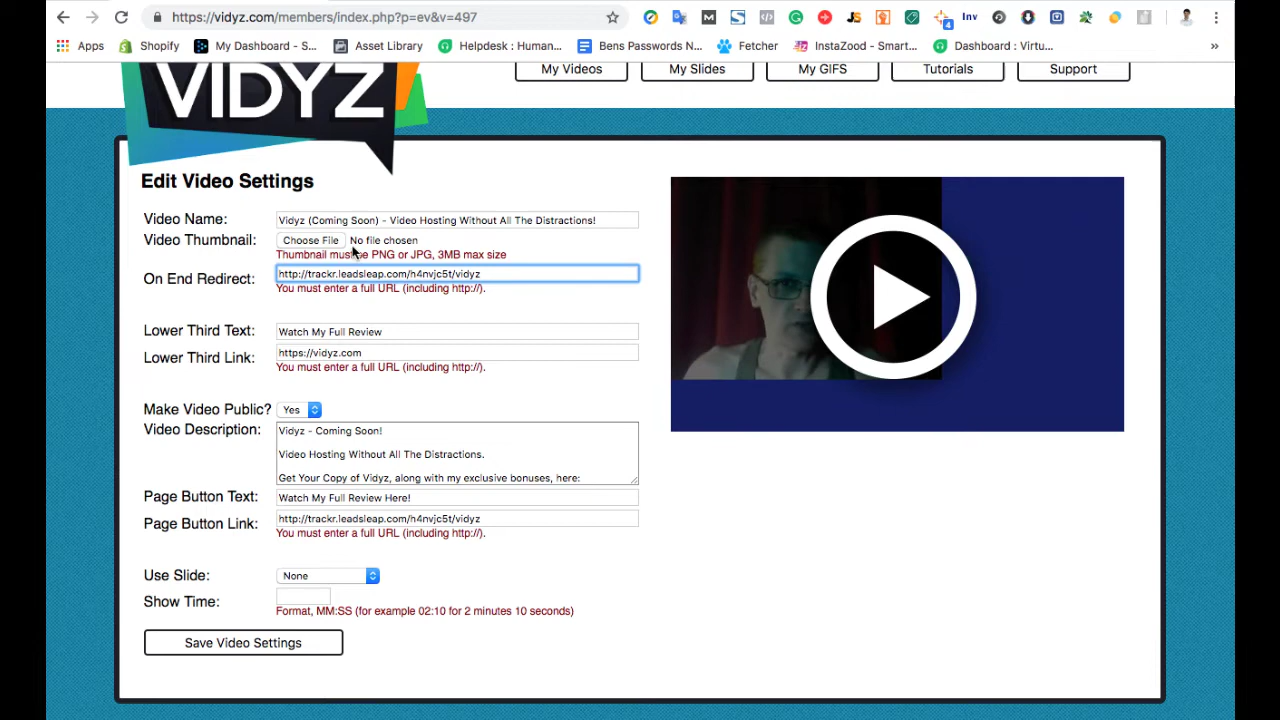 https://vidyz.com/members/index.php?p=ev&v=497
Inv
JS
4
Apps
Shopify
My Dashboard - S...
Asset Library
Helpdesk : Human...
Bens Passwords N...
Fetcher
InstaZood - Smart...
Dashboard : Virtu...
»
VIDYZ
My Videos
My Slides
My GIFS
Tutorials
Support
Edit Video Settings
Video Name: Vidyz (Coming Soon) - Video Hosting Without All The Distractions!
Video Thumbnail: Choose File No file chosen
Thumbnail must be PNG or JPG, 3MB max size
On End Redirect: http://trackr.leadsleap.com/h4nvjc5t/vidyz
You must enter a full URL (including http://).
Lower Third Text: Watch My Full Review
Lower Third Link: https://vidyz.com
You must enter a full URL (including http://).
Make Video Public? Yes
Video Description: Vidyz - Coming Soon!
Video Hosting Without All The Distractions.
Get Your Copy of Vidyz, along with my exclusive bonuses, here:
Page Button Text: Watch My Full Review Here!
Page Button Link: http://trackr.leadsleap.com/h4nvjc5t/vidyz
You must enter a full URL (including http://).
Use Slide: None
Show Time:
Format, MM:SS (for example 02:10 for 2 minutes 10 seconds)
Save Video Settings